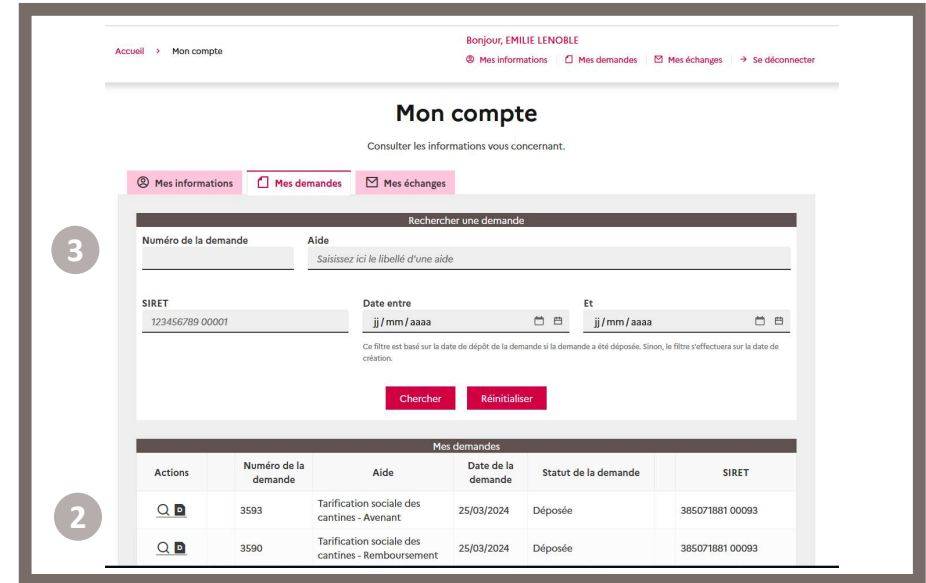 Bonjour, EMILIE LENOBLE
Accueil > Mon compte
Mes informations Mes demandes Mes échanges → Se déconnecter
Mon compte
Consulter les informations vous concernant.
Mes informations Mes demandes Mes échanges
Rechercher une demande
3
Numéro de la demande Aide
Saisissez ici le libellé d'une aide
SIRET Date entre Et
123456789 00001 jj/mm/aaaa jj/mm/aaaa
Ce filtre est basé sur la date de dépôt de la demande si la demande a été déposée. Sinon, le filtre s'effectuera sur la date de
création.
Chercher Réinitialiser
Mes demandes
Actions Numéro de la demande Aide Date de la demande Statut de la demande SIRET
2
D 3593 Tarification sociale des cantines - Avenant 25/03/2024 Déposée 385071881 00093
D 3590 Tarification sociale des cantines - Remboursement 25/03/2024 Déposée 385071881 00093